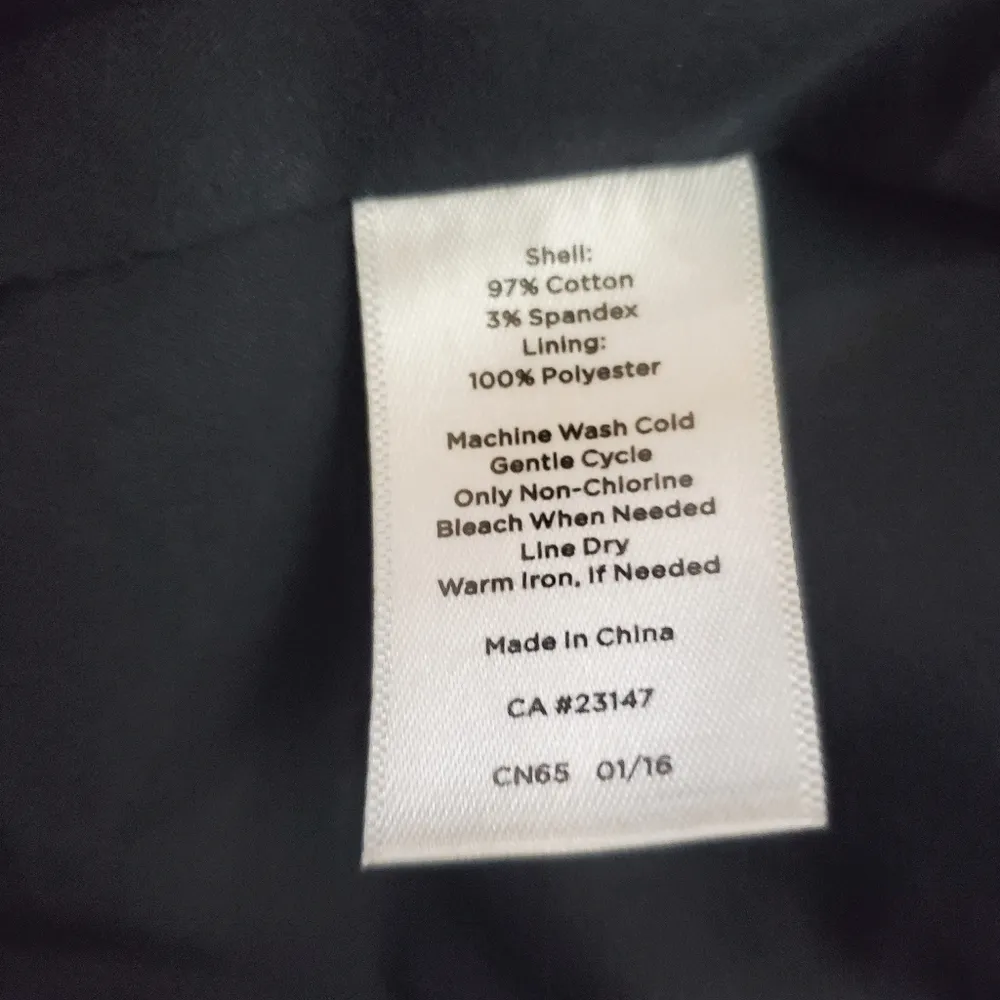 Shell:
97% Cotton
3% Spandex
Lining:
100% Polyester
Machine Wash Cold
Gentle Cycle
Only Non-Chlorine
Bleach When Needed
Line Dry
Warm Iron, If Needed
Made In China
CA #23147
CN65 01/16